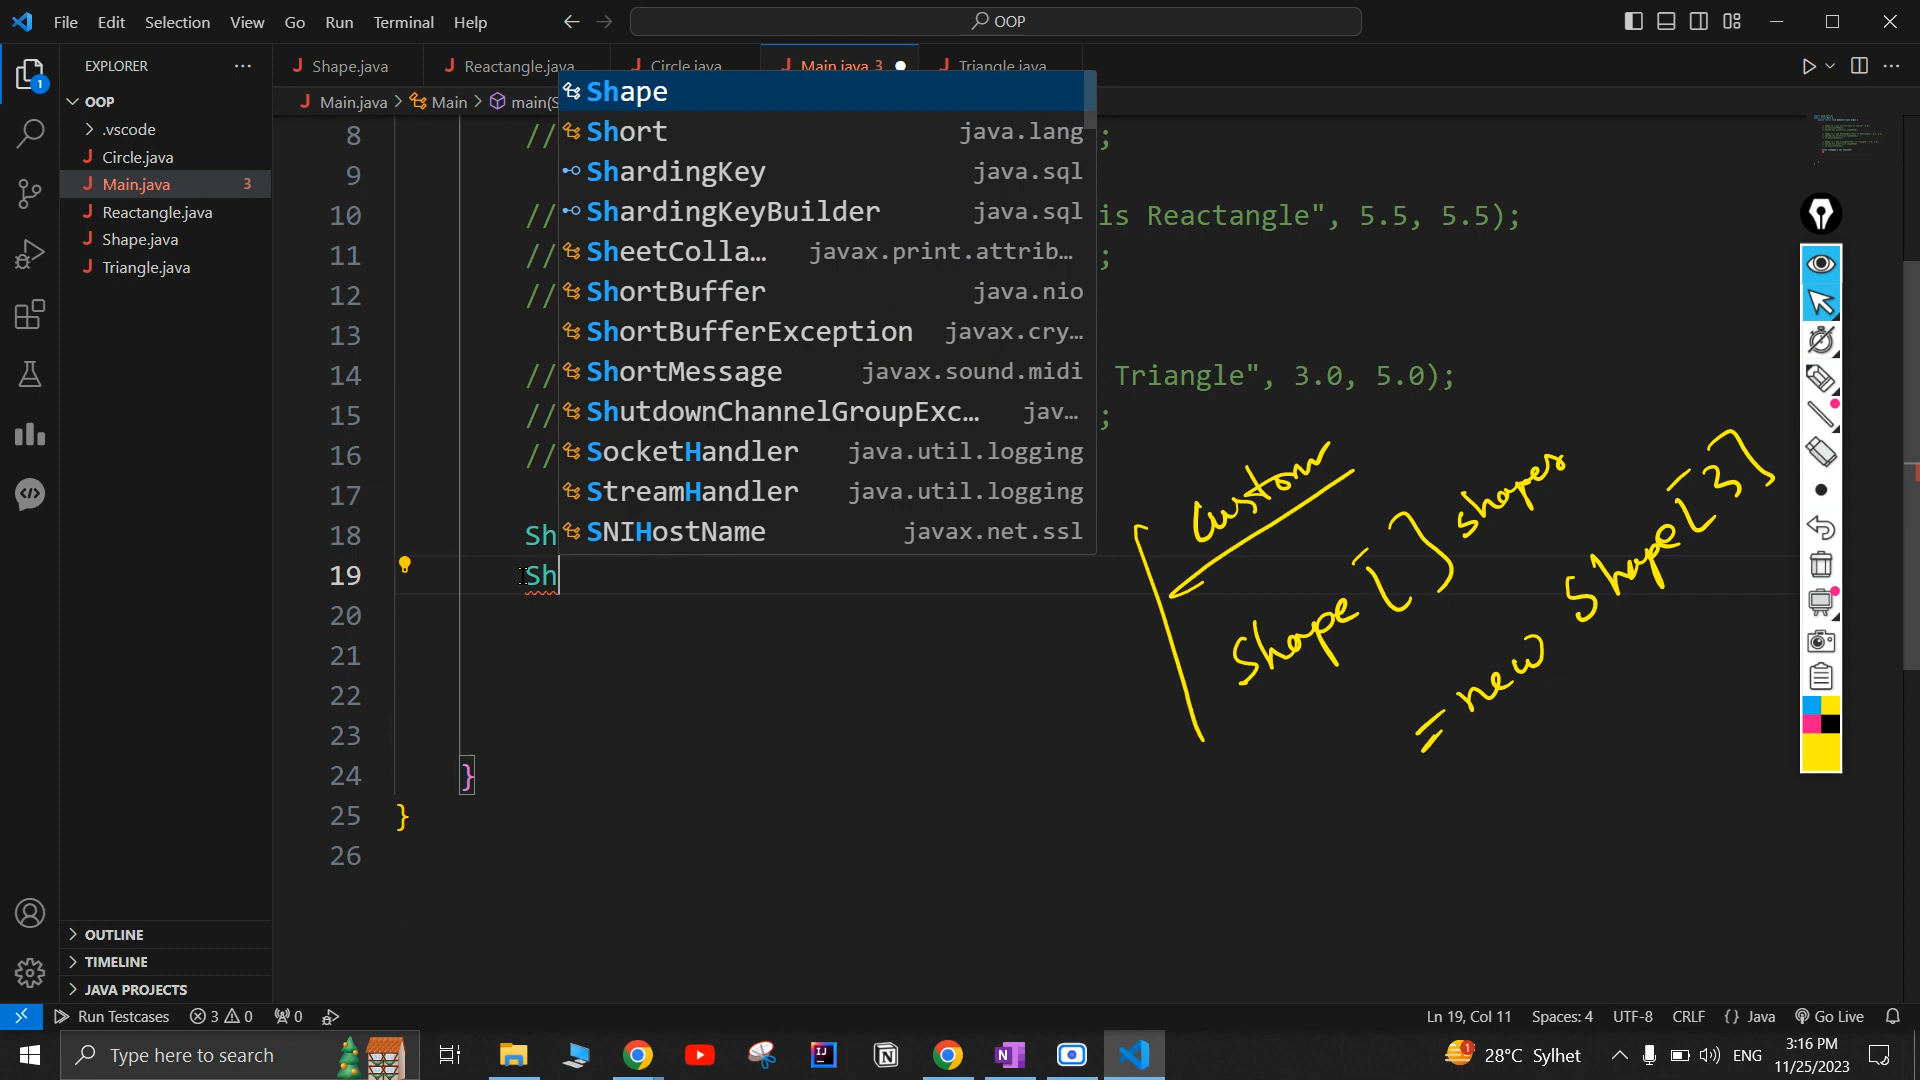 File Edit Selection View Go Run Terminal Help
OOP
EXPLORER
OOP
.vscode
Circle.java
Main.java 3
Reactangle.java
Shape.java
Triangle.java
OUTLINE
TIMELINE
JAVA PROJECTS
Shape.java Reactangle.java Circle.java Main.java 3 Triangle.java
Main.java > Main > main(S
8 // ;
9
10 // is Reactangle", 5.5, 5.5);
11 // ;
12 //
13
14 // Triangle", 3.0, 5.0);
15 // ;
16 //
17
18 Sh
19 Sh
20
21
22
23
24 }
25 }
26
Shape
Short java.lang
ShardingKey java.sql
ShardingKeyBuilder java.sql
SheetColla… javax.print.attrib…
ShortBuffer java.nio
ShortBufferException javax.cry…
ShortMessage javax.sound.midi
ShutdownChannelGroupExc… jav…
SocketHandler java.util.logging
StreamHandler java.util.logging
SNIHostName javax.net.ssl
Custom
Shape [ ] shapes
= new Shape[3]
Run Testcases 3 0 0 Ln 19, Col 11 Spaces: 4 UTF-8 CRLF {} Java Go Live
Type here to search
28°C Sylhet ENG 3:16 PM
11/25/2023
1
1